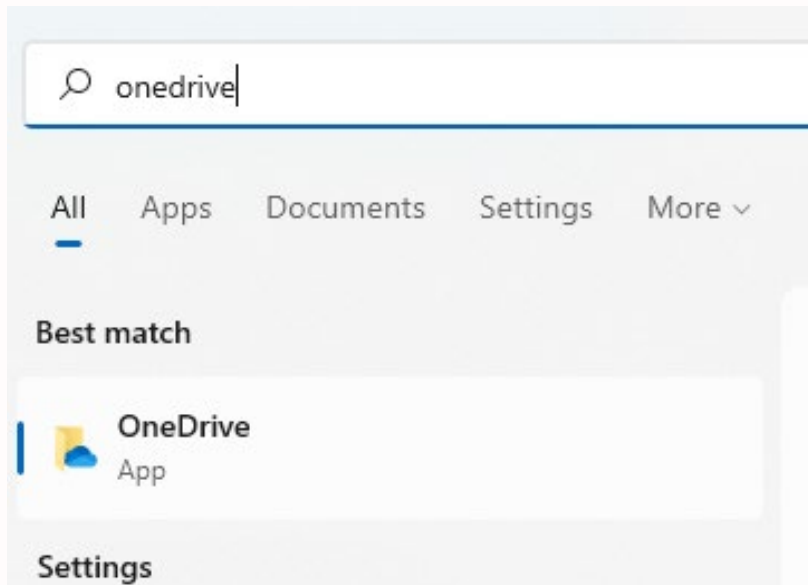 onedrive
All Apps Documents Settings More
Best match
OneDrive
App
Settings